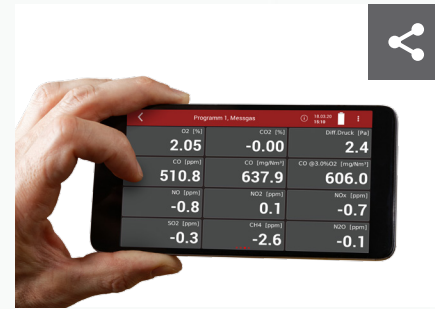 Programm 1, Messgas
18.03.20
15:10
O2 [%]
2.05
CO2 [%]
-0.00
Diff.Druck [Pa]
2.4
CO [ppm]
510.8
CO [mg/Nm³]
637.9
CO @3.0%O2 [mg/Nm³]
606.0
NO [ppm]
-0.8
NO2 [ppm]
0.1
NOx [ppm]
-0.7
SO2 [ppm]
-0.3
CH4 [ppm]
-2.6
N2O [ppm]
-0.1